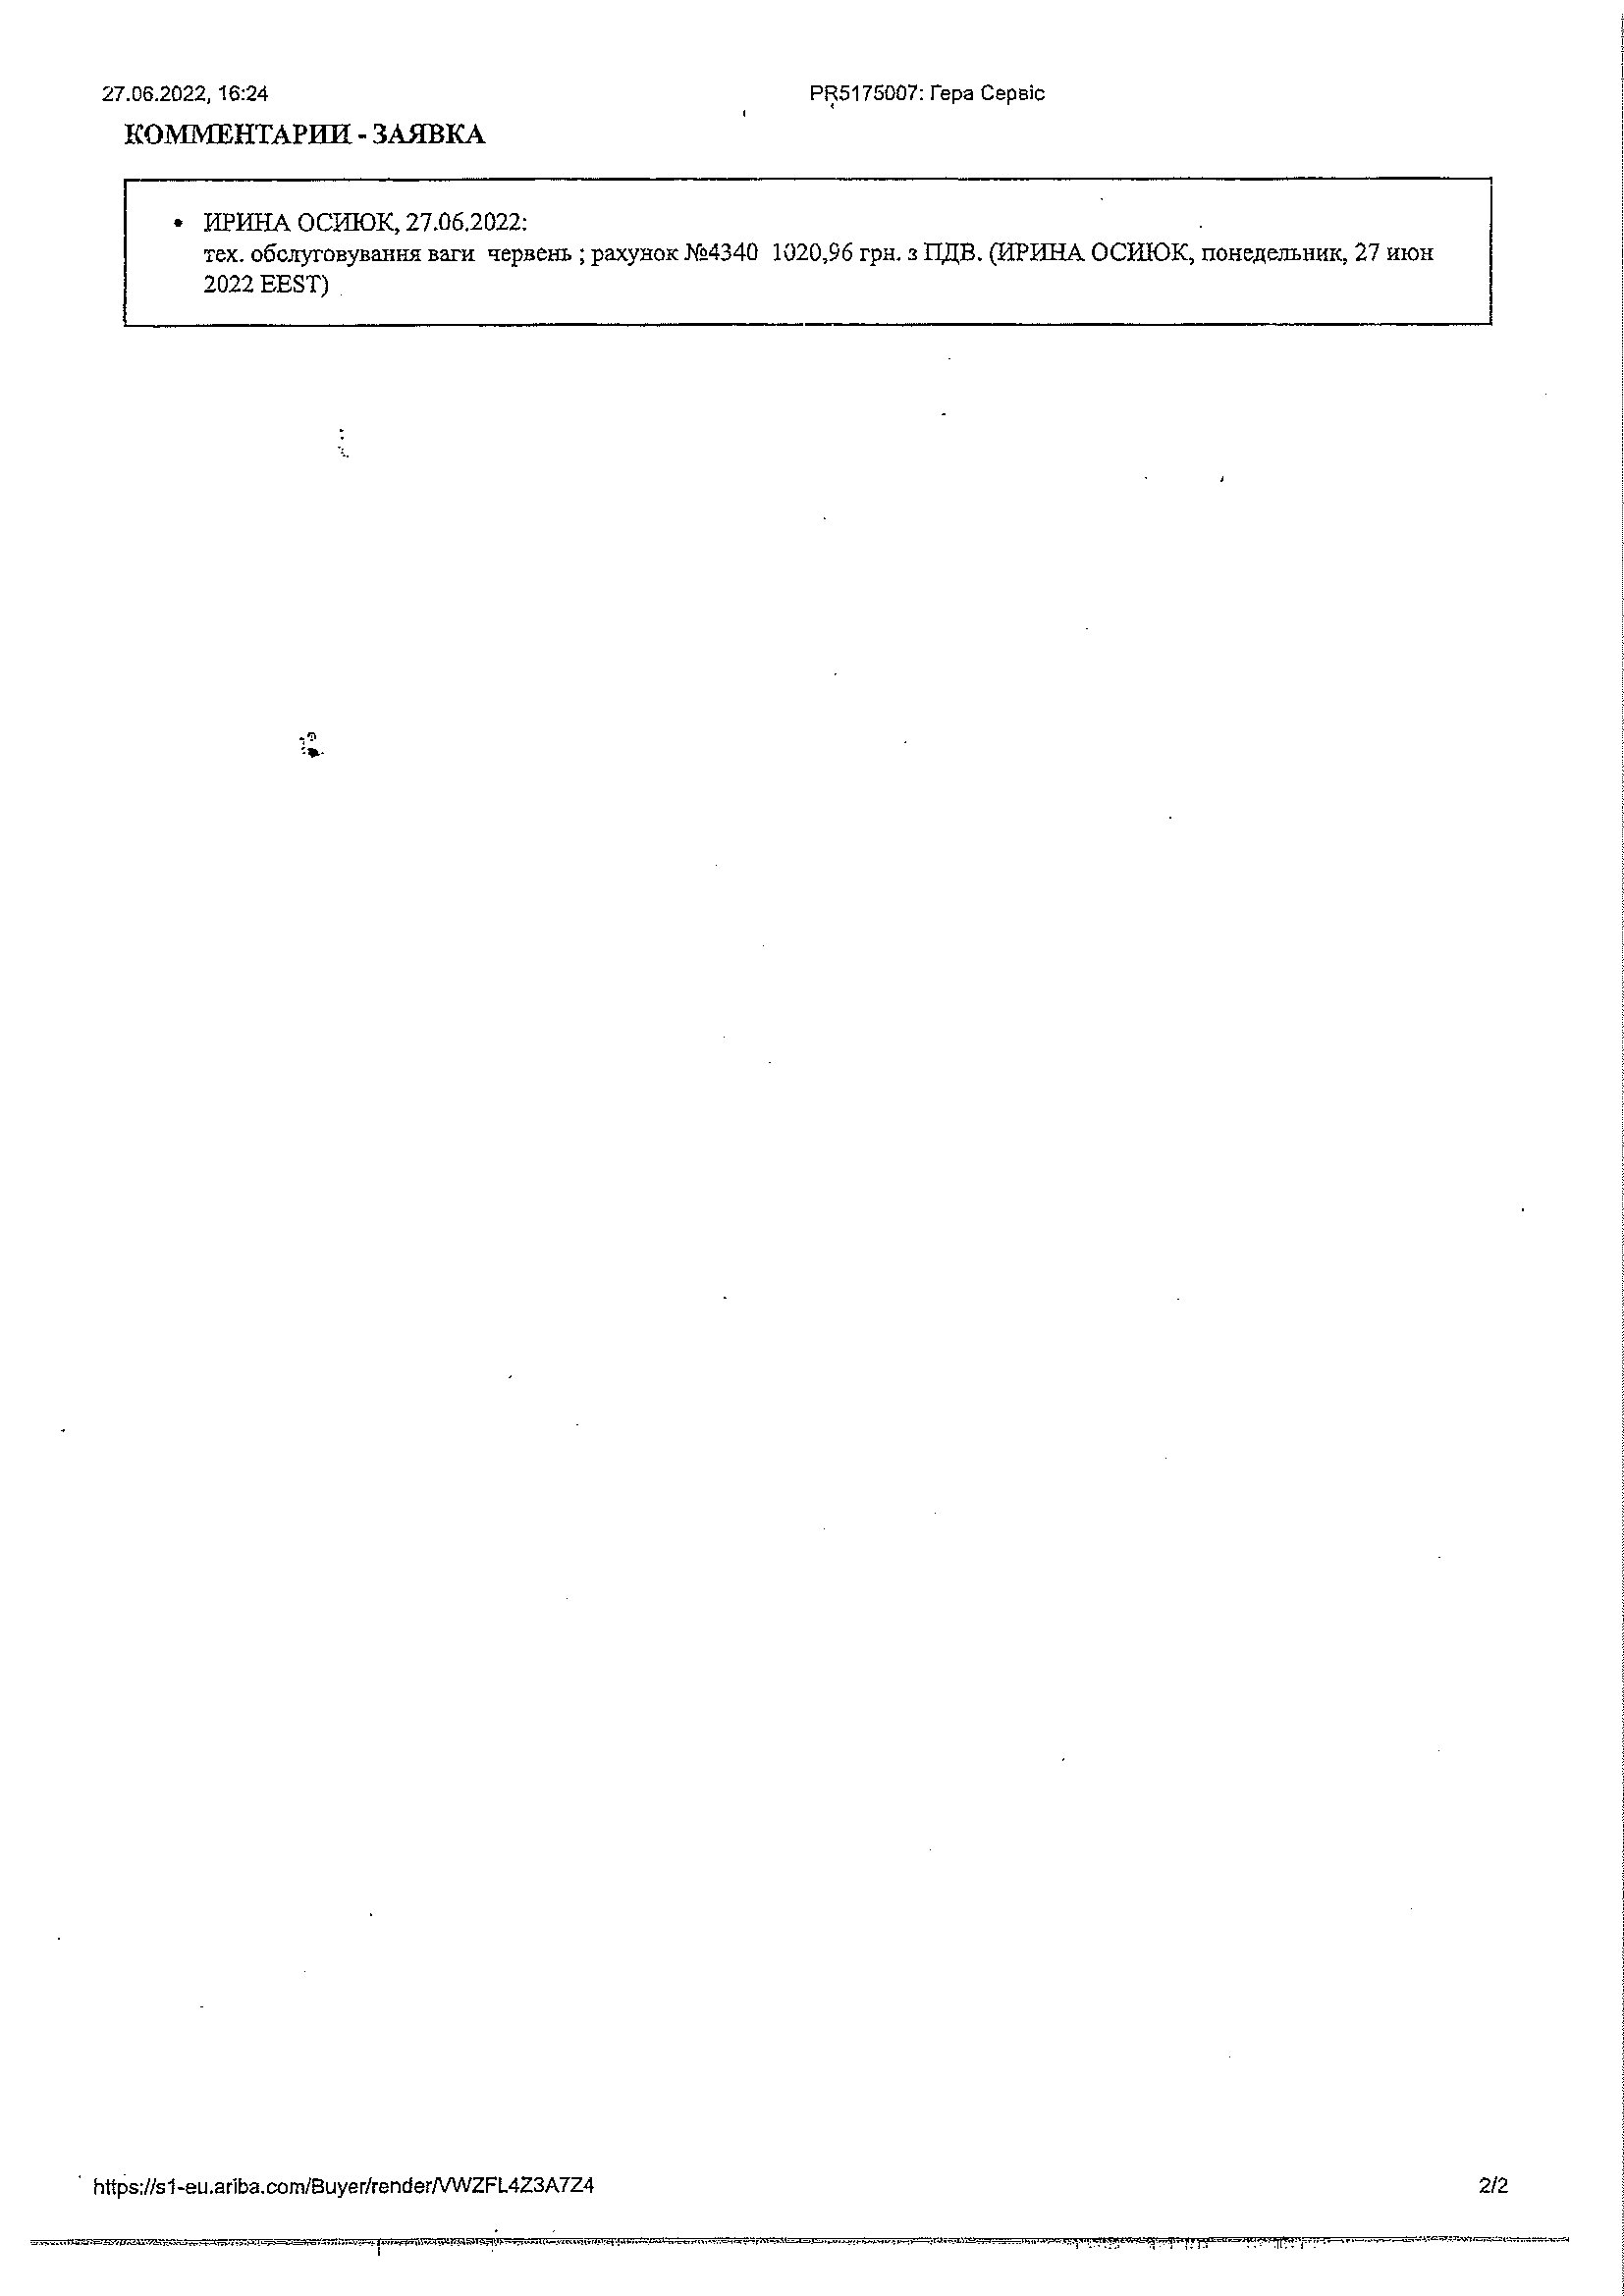 27.06.2022, 16:24
PR5175007: Гера Сервіс
КОММЕНТАРИИ - ЗАЯВКА
• ИРИНА ОСИЮК, 27.06.2022:
тех. обслуговування ваги червень ; рахунок №4340 1020,96 грн. з ПДВ. (ИРИНА ОСИЮК, понедельник, 27 июн
2022 EEST)
https://s1-eu.ariba.com/Buyer/render/VWZFL4Z3A7Z4
2/2